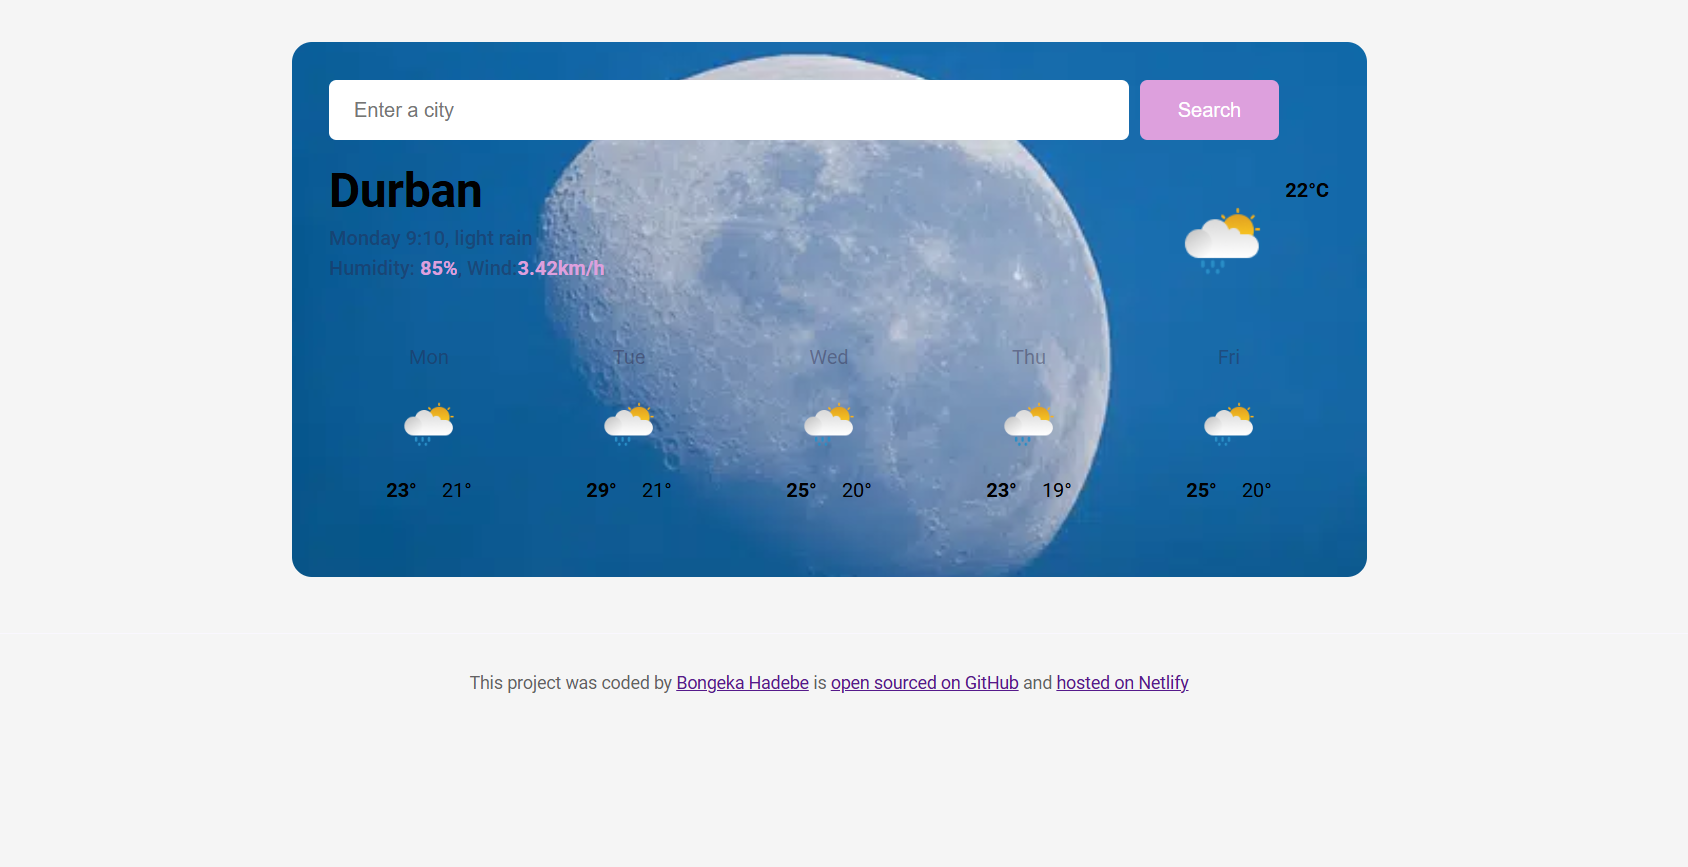 Enter a city
Search
Durban
22°C
Monday 9:10, light rain
Humidity: 85% Wind:3.42km/h
Mon Tue Wed Thu Fri
23° 21° 29° 21° 25° 20° 23° 19° 25° 20°
This project was coded by Bongeka Hadebe is open sourced on GitHub and hosted on Netlify